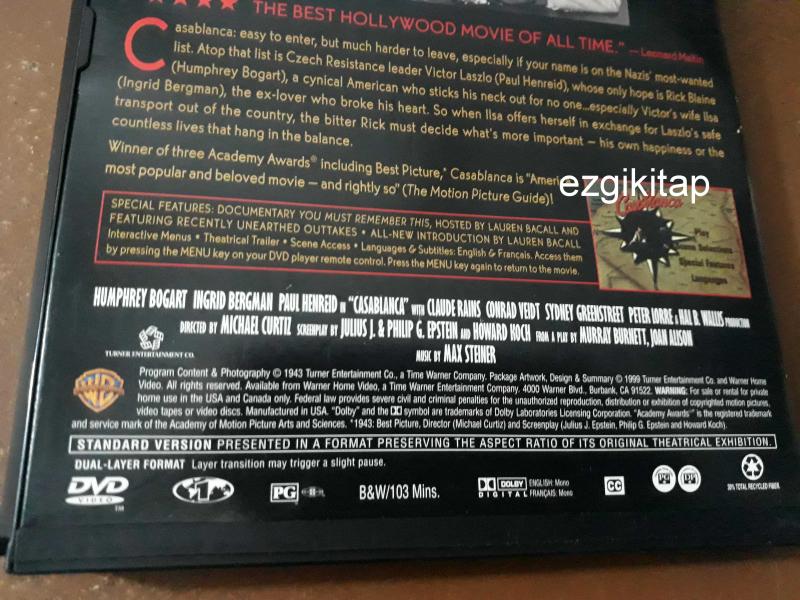 THE BEST HOLLYWOOD MOVIE OF ALL TIME." — Leonard Maltin
Casablanca: easy to enter, but much harder to leave, especially if your name is on the Nazis' most-wanted
list. Atop that list is Czech Resistance leader Victor Laszlo (Paul Henreid), whose only hope is Rick Blaine
(Humphrey Bogart), a cynical American who sticks his neck out for no one...especially Victor's wife Ilsa
(Ingrid Bergman), the ex-lover who broke his heart. So when Ilsa offers herself in exchange for Laszlo's safe
transport out of the country, the bitter Rick must decide what's more important — his own happiness or the
countless lives that hang in the balance.
Winner of three Academy Awards® including Best Picture,* Casablanca is "Ameri
most popular and beloved movie — and rightly so" (The Motion Picture Guide)!
ezgikitap
SPECIAL FEATURES: DOCUMENTARY YOU MUST REMEMBER THIS, HOSTED BY LAUREN BACALL AND
FEATURING RECENTLY UNEARTHED OUTTAKES • ALL-NEW INTRODUCTION BY LAUREN BACALL
Interactive Menus • Theatrical Trailer • Scene Access • Languages & Subtitles: English & Français. Access them
by pressing the MENU key on your DVD player remote control. Press the MENU key again to return to the movie.
Casablanca
Play
Scene Selections
Special Features
Languages
HUMPHREY BOGART INGRID BERGMAN PAUL HENREID IN "CASABLANCA" WITH CLAUDE RAINS CONRAD VEIDT SYDNEY GREENSTREET PETER LORRE A HAL B. WALLIS PRODUCTION
DIRECTED BY MICHAEL CURTIZ SCREENPLAY BY JULIUS J. & PHILIP G. EPSTEIN AND HOWARD KOCH FROM A PLAY BY MURRAY BURNETT, JOAN ALISON
MUSIC BY MAX STEINER
TURNER ENTERTAINMENT CO.
Program Content & Photography © 1943 Turner Entertainment Co., a Time Warner Company. Package Artwork, Design & Summary © 1999 Turner Entertainment Co. and Warner Home
Video. All rights reserved. Available from Warner Home Video, a Time Warner Entertainment Company. 4000 Warner Blvd., Burbank, CA 91522. WARNING: For sale or rental for private
home use in the USA and Canada only. Federal law provides severe civil and criminal penalties for the unauthorized reproduction, distribution or exhibition of copyrighted motion pictures,
video tapes or video discs. Manufactured in USA. "Dolby" and the DD symbol are trademarks of Dolby Laboratories Licensing Corporation. "Academy Awards®" is the registered trademark
and service mark of the Academy of Motion Picture Arts and Sciences. *1943: Best Picture, Director (Michael Curtiz) and Screenplay (Julius J. Epstein, Philip G. Epstein and Howard Koch).
WB
STANDARD VERSION PRESENTED IN A FORMAT PRESERVING THE ASPECT RATIO OF ITS ORIGINAL THEATRICAL EXHIBITION.
DUAL-LAYER FORMAT Layer transition may trigger a slight pause.
DVD VIDEO TM
1
PG
B&W/103 Mins.
DOLBY DIGITAL ENGLISH: Mono FRANÇAIS: Mono
CC
20% TOTAL RECYCLED FIBER